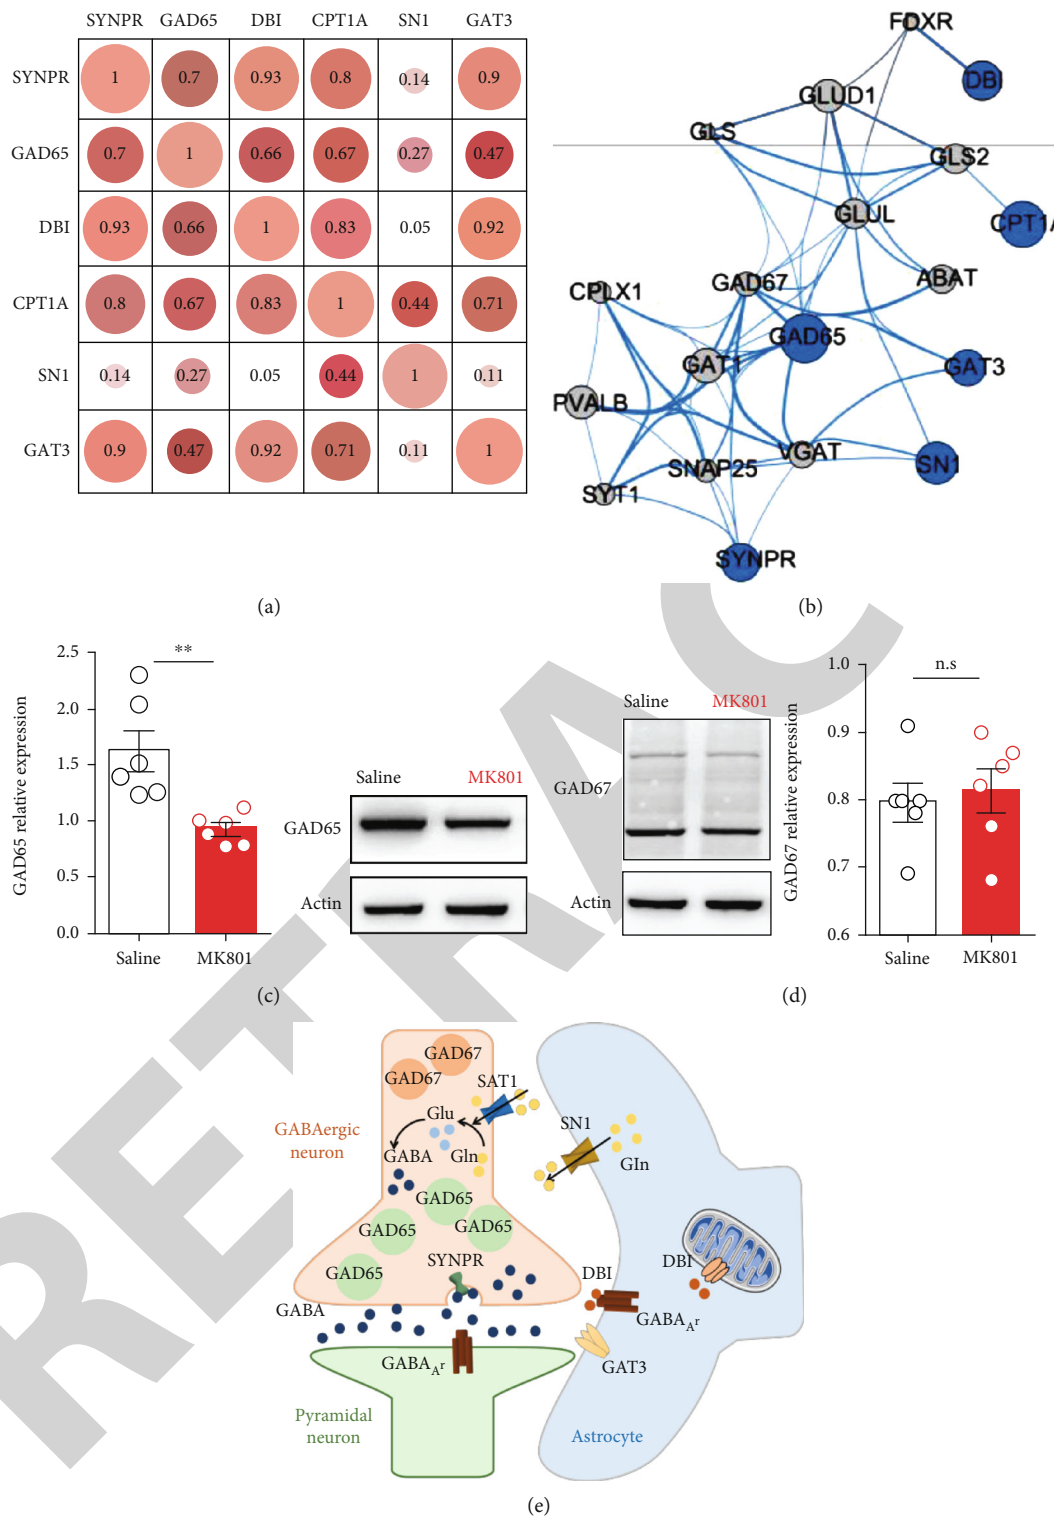 SYNPR GAD65 DBI CPT1A SN1 GAT3
SYNPR 1 0.7 0.93 0.8 0.14 0.9
GAD65 0.7 1 0.66 0.67 0.27 0.47
DBI 0.93 0.66 1 0.83 0.05 0.92
CPT1A 0.8 0.67 0.83 1 0.44 0.71
SN1 0.14 0.27 0.05 0.44 1 0.11
GAT3 0.9 0.47 0.92 0.71 0.11 1
(a)
FDXR
DBI
GLUD1
GLS
GLS2
GLUL
CPT1A
ABAT
GAD67
CPLX1
GAD65
GAT1
GAT3
PVALB
VGAT
SN1
SNAP25
SYT1
SYNPR
(b)
GAD65 relative expression
2.5
2.0
1.5
1.0
0.5
0.0
**
Saline MK801
Saline MK801
GAD65
Actin
(c)
Saline MK801
GAD67
Actin
GAD67 relative expression
1.0
0.9
0.8
0.7
0.6
n.s
Saline MK801
(d)
GAD67
GAD67
SAT1
Glu
SN1
GABAergic
neuron
GABA
Gln
Gln
GAD65
GAD65
GAD65
GAD65
SYNPR
DBI
DBI
GABA
GABAAr
GABAAr
GAT3
Pyramidal
neuron
Astrocyte
(e)
RETRAC